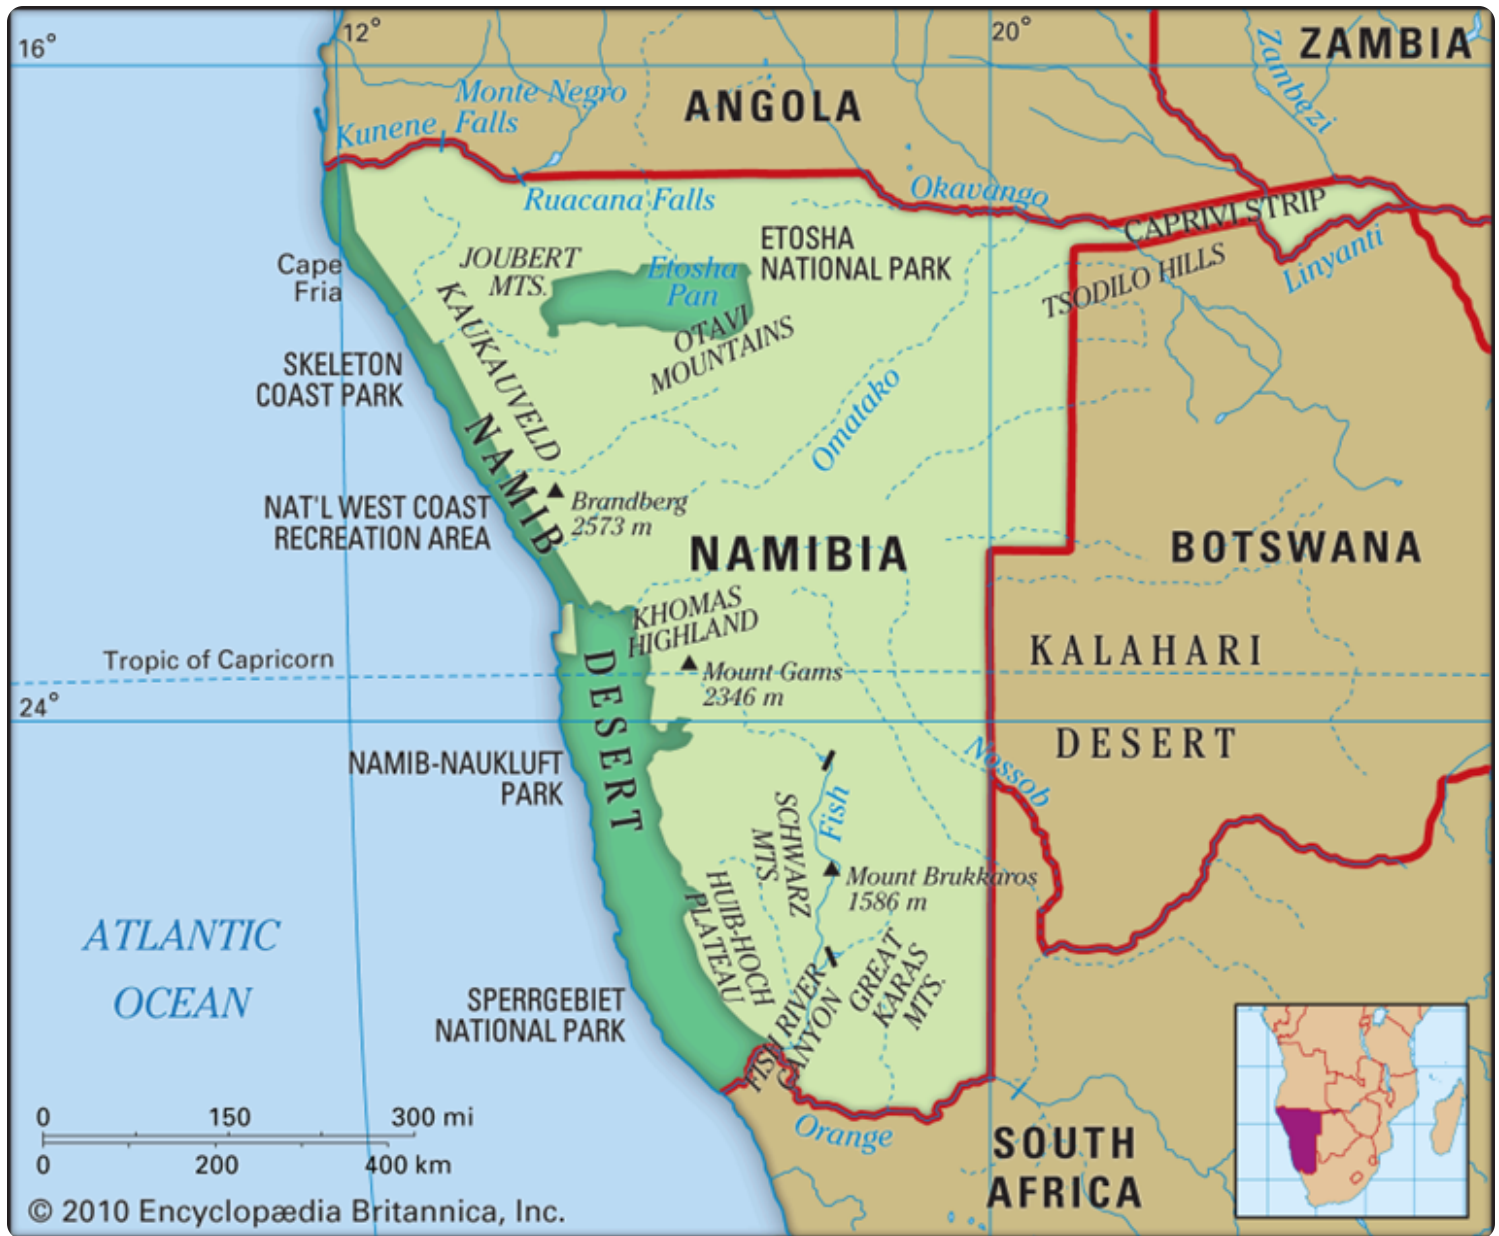 16°
12°
20°
ZAMBIA
Zambezi
Monte Negro
Falls
ANGOLA
Kunene
Ruacana Falls
Okavango
CAPRIVI STRIP
Linyanti
Cape
Fria
JOUBERT
MTS.
Etosha
Pan
ETOSHA
NATIONAL PARK
TSODILO HILLS
KAUKAUVELD
OTAVI
MOUNTAINS
SKELETON
COAST PARK
Omatako
NAMIB
DESERT
NAT'L WEST COAST
RECREATION AREA
Brandberg
2573 m
NAMIBIA
BOTSWANA
KHOMAS
HIGHLAND
KALAHARI
DESERT
Tropic of Capricorn
Mount Gams
2346 m
24°
Nossob
NAMIB-NAUKLUFT
PARK
Fish
SCHWARZ
MTS.
Mount Brukkaros
1586 m
HUIB-HOCH
PLATEAU
ATLANTIC
OCEAN
GREAT
KARAS
MTS.
FISH RIVER
CANYON
SPERRGEBIET
NATIONAL PARK
Orange
SOUTH
AFRICA
0 150 300 mi
0 200 400 km
© 2010 Encyclopædia Britannica, Inc.